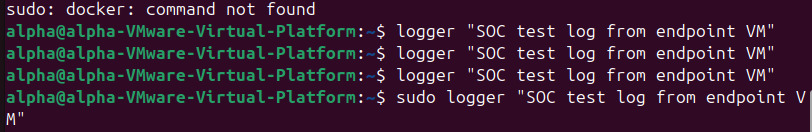 sudo: docker: command not found
alpha@alpha-VMware-Virtual-Platform:~$ logger "SOC test log from endpoint VM"
alpha@alpha-VMware-Virtual-Platform:~$ logger "SOC test log from endpoint VM"
alpha@alpha-VMware-Virtual-Platform:~$ logger "SOC test log from endpoint VM"
alpha@alpha-VMware-Virtual-Platform:~$ sudo logger "SOC test log from endpoint V
M"